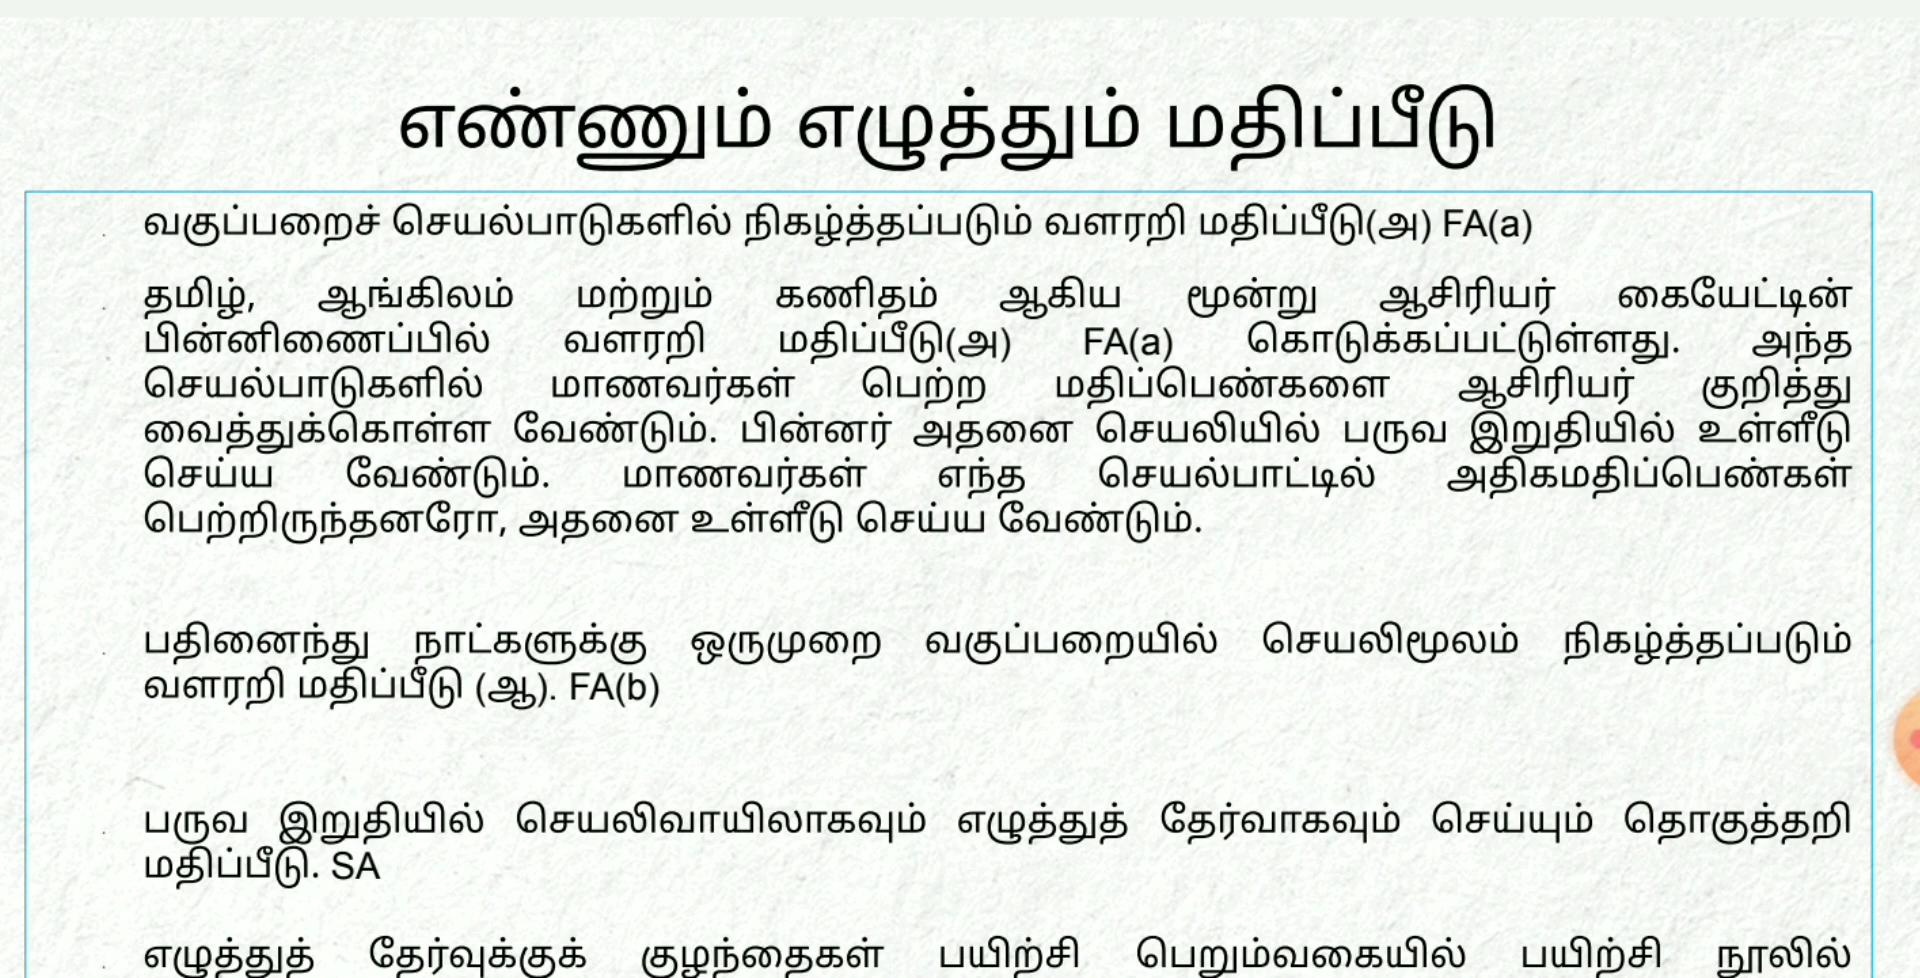 எண்ணும் எழுத்தும் மதிப்பீடு
வகுப்பறைச் செயல்பாடுகளில் நிகழ்த்தப்படும் வளரறி மதிப்பீடு(அ) FA(a)
தமிழ், ஆங்கிலம் மற்றும் கணிதம் ஆகிய மூன்று ஆசிரியர் கையேட்டின்
பின்னிணைப்பில் வளரறி மதிப்பீடு(அ) FA(a) கொடுக்கப்பட்டுள்ளது. அந்த
செயல்பாடுகளில் மாணவர்கள் பெற்ற மதிப்பெண்களை ஆசிரியர் குறித்து
வைத்துக்கொள்ள வேண்டும். பின்னர் அதனை செயலியில் பருவ இறுதியில் உள்ளீடு
செய்ய வேண்டும். மாணவர்கள் எந்த செயல்பாட்டில் அதிகமதிப்பெண்கள்
பெற்றிருந்தனரோ, அதனை உள்ளீடு செய்ய வேண்டும்.
பதினைந்து நாட்களுக்கு ஒருமுறை வகுப்பறையில் செயலிமூலம் நிகழ்த்தப்படும்
வளரறி மதிப்பீடு (ஆ). FA(b)
பருவ இறுதியில் செயலிவாயிலாகவும் எழுத்துத் தேர்வாகவும் செய்யும் தொகுத்தறி
மதிப்பீடு. SA
எழுத்துத் தேர்வுக்குக் குழந்தைகள் பயிற்சி பெறும்வகையில் பயிற்சி நூலில்